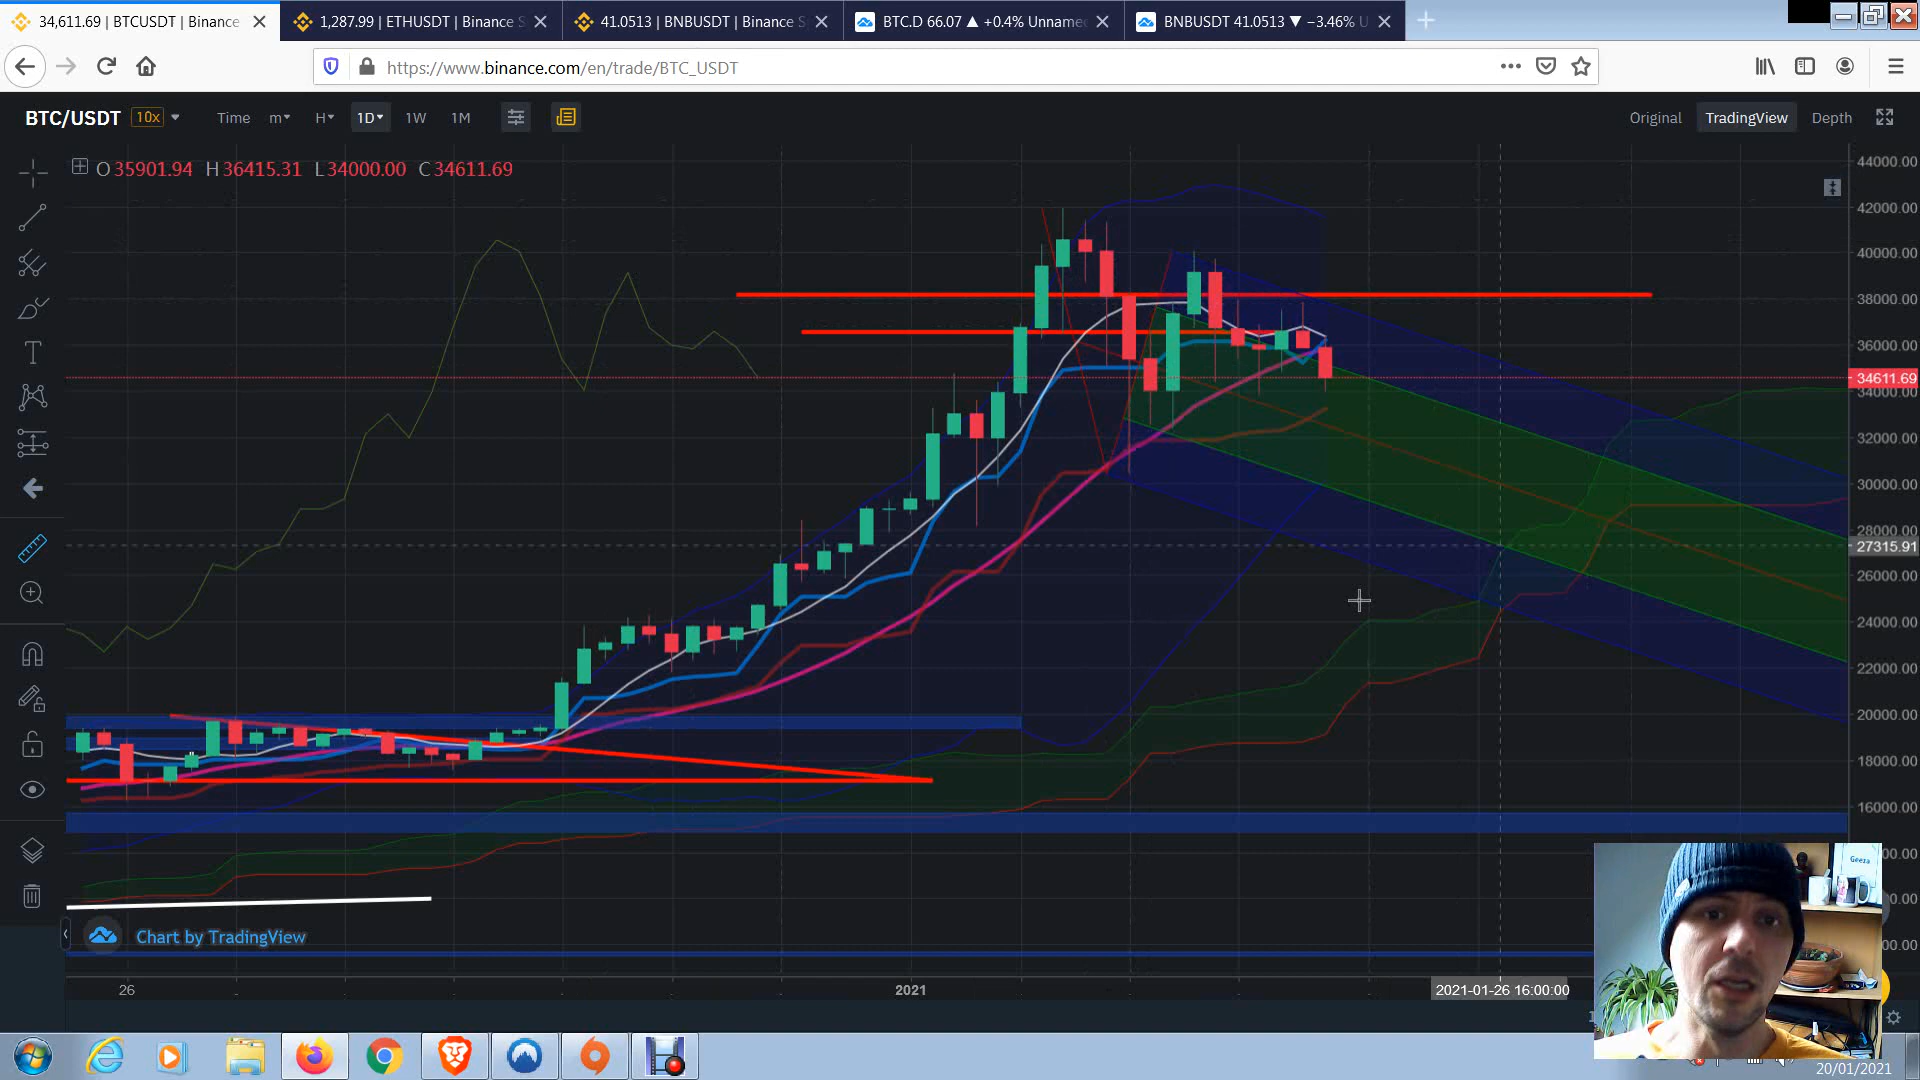 34,611.69 | BTCUSDT | Binance
1,287.99 | ETHUSDT | Binance S
41.0513 | BNBUSDT | Binance S
BTC.D 66.07 ▲ +0.4% Unname
BNBUSDT 41.0513 ▼ −3.46% U
https://www.binance.com/en/trade/BTC_USDT
BTC/USDT 10x Time m H 1D 1W 1M Original TradingView Depth
O 35901.94 H 36415.31 L 34000.00 C 34611.69
44000.00
42000.00
40000.00
38000.00
36000.00
34611.69
34000.00
32000.00
30000.00
28000.00
27315.91
26000.00
24000.00
22000.00
20000.00
18000.00
16000.00
00.00
Geeza
00.00
Chart by TradingView
00.00
26 2021 2021-01-26 16:00:00
20/01/2021